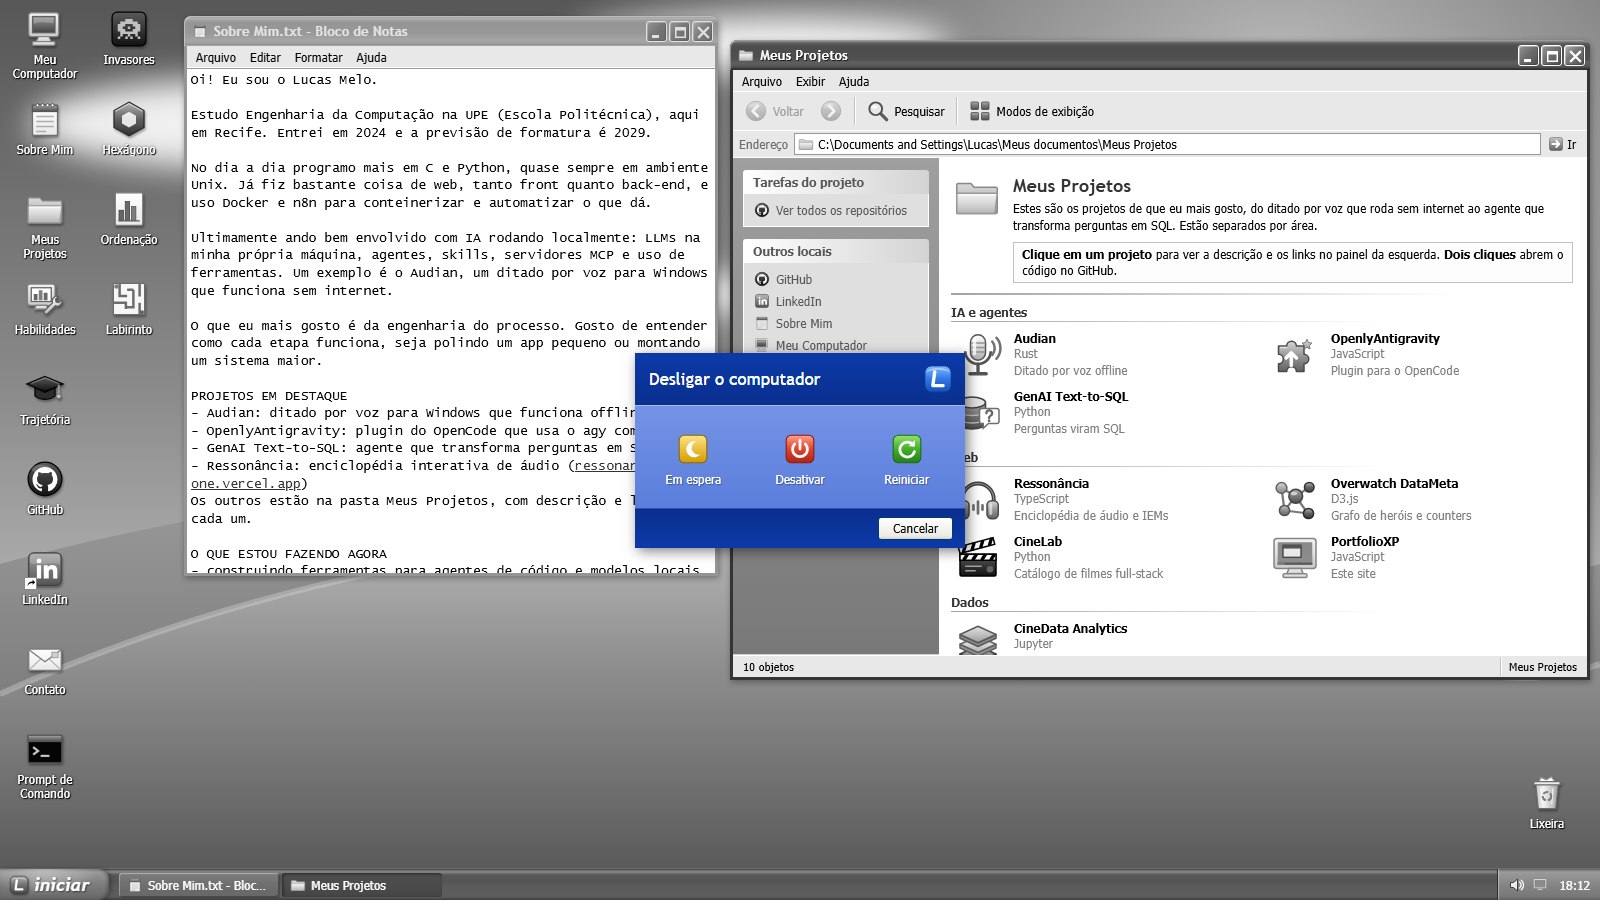 Meu
Computador
Invasores
Sobre Mim
Hexágono
Meus
Projetos
Ordenação
Habilidades
Labirinto
Trajetória
GitHub
LinkedIn
Contato
Prompt de
Comando
Sobre Mim.txt - Bloco de Notas
Arquivo Editar Formatar Ajuda
Oi! Eu sou o Lucas Melo.
Estudo Engenharia da Computação na UPE (Escola Politécnica), aqui
em Recife. Entrei em 2024 e a previsão de formatura é 2029.
No dia a dia programo mais em C e Python, quase sempre em ambiente
Unix. Já fiz bastante coisa de web, tanto front quanto back-end, e
uso Docker e n8n para conteinerizar e automatizar o que dá.
Ultimamente ando bem envolvido com IA rodando localmente: LLMs na
minha própria máquina, agentes, skills, servidores MCP e uso de
ferramentas. Um exemplo é o Audian, um ditado por voz para Windows
que funciona sem internet.
O que eu mais gosto é da engenharia do processo. Gosto de entender
como cada etapa funciona, seja polindo um app pequeno ou montando
um sistema maior.
PROJETOS EM DESTAQUE
- Audian: ditado por voz para Windows que funciona offlin
- OpenlyAntigravity: plugin do OpenCode que usa o agy com
- GenAI Text-to-SQL: agente que transforma perguntas em S
- Ressonância: enciclopédia interativa de áudio (ressonan
one.vercel.app)
Os outros estão na pasta Meus Projetos, com descrição e l
cada um.
O QUE ESTOU FAZENDO AGORA
- construindo ferramentas para agentes de código e modelos locais
Meus Projetos
Arquivo Exibir Ajuda
Voltar Pesquisar Modos de exibição
Endereço C:\Documents and Settings\Lucas\Meus documentos\Meus Projetos Ir
Tarefas do projeto
Ver todos os repositórios
Outros locais
GitHub
LinkedIn
Sobre Mim
Meu Computador
Meus Projetos
Estes são os projetos de que eu mais gosto, do ditado por voz que roda sem internet ao agente que
transforma perguntas em SQL. Estão separados por área.
Clique em um projeto para ver a descrição e os links no painel da esquerda. Dois cliques abrem o
código no GitHub.
IA e agentes
Audian
Rust
Ditado por voz offline
OpenlyAntigravity
JavaScript
Plugin para o OpenCode
GenAI Text-to-SQL
Python
Perguntas viram SQL
eb
Ressonância
TypeScript
Enciclopédia de áudio e IEMs
Overwatch DataMeta
D3.js
Grafo de heróis e counters
CineLab
Python
Catálogo de filmes full-stack
PortfolioXP
JavaScript
Este site
Dados
CineData Analytics
Jupyter
10 objetos Meus Projetos
Desligar o computador
L
Em espera Desativar Reiniciar
Cancelar
Lixeira
L iniciar Sobre Mim.txt - Bloc... Meus Projetos 18:12